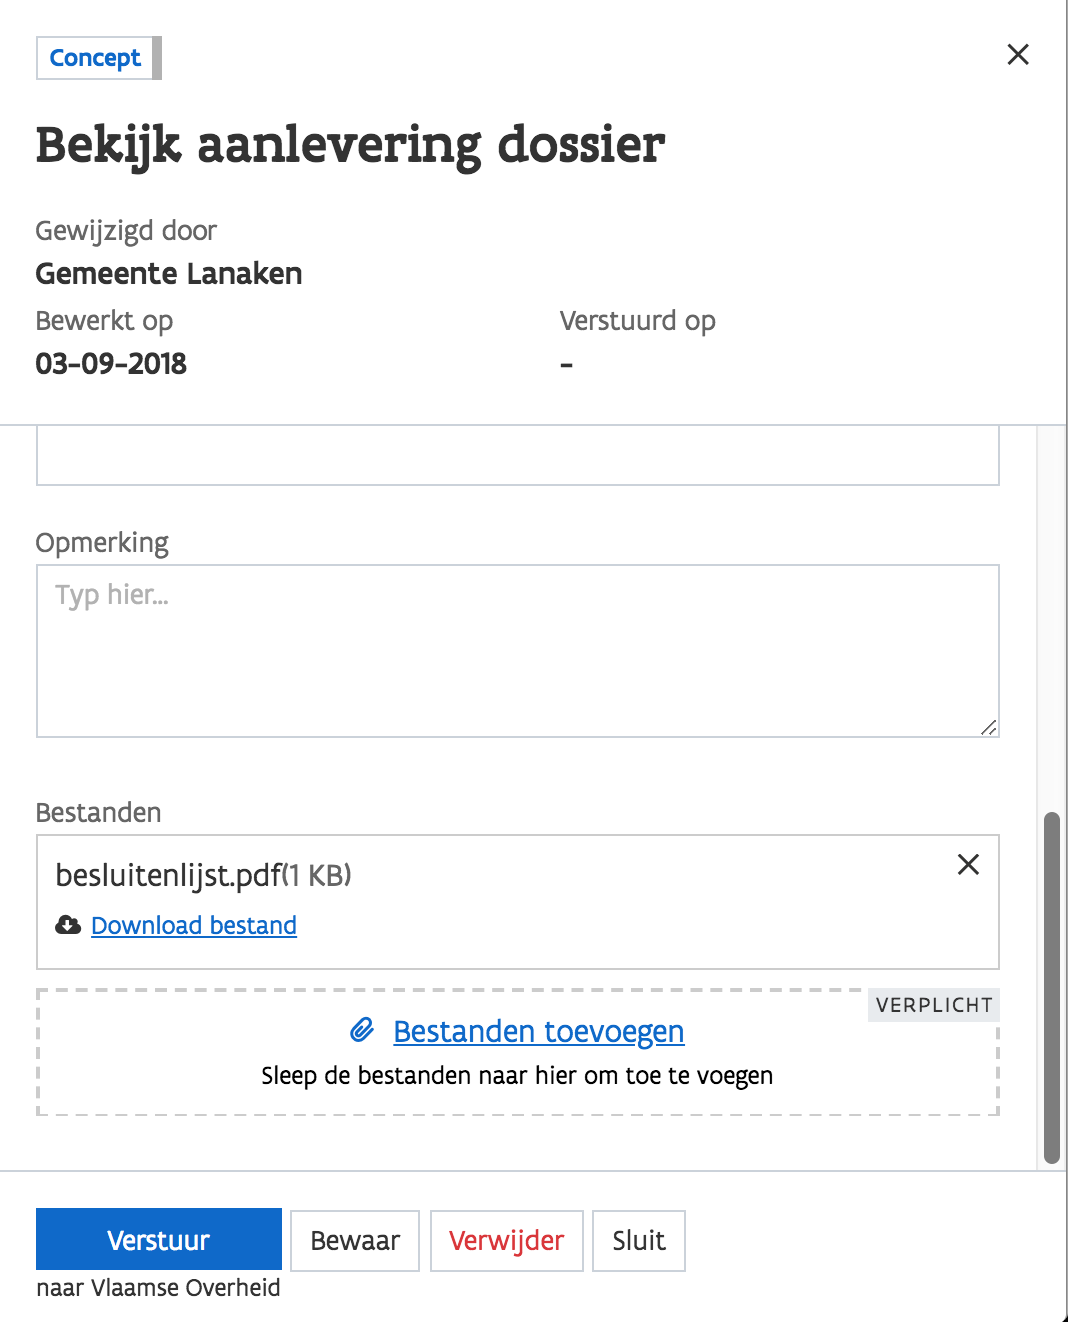 Concept
Bekijk aanlevering dossier
Gewijzigd door
Gemeente Lanaken
Bewerkt op
03-09-2018
Verstuurd op
-
Opmerking
Typ hier...
Bestanden
besluitenlijst.pdf(1 KB)
Download bestand
VERPLICHT
Bestanden toevoegen
Sleep de bestanden naar hier om toe te voegen
Verstuur
naar Vlaamse Overheid
Bewaar
Verwijder
Sluit